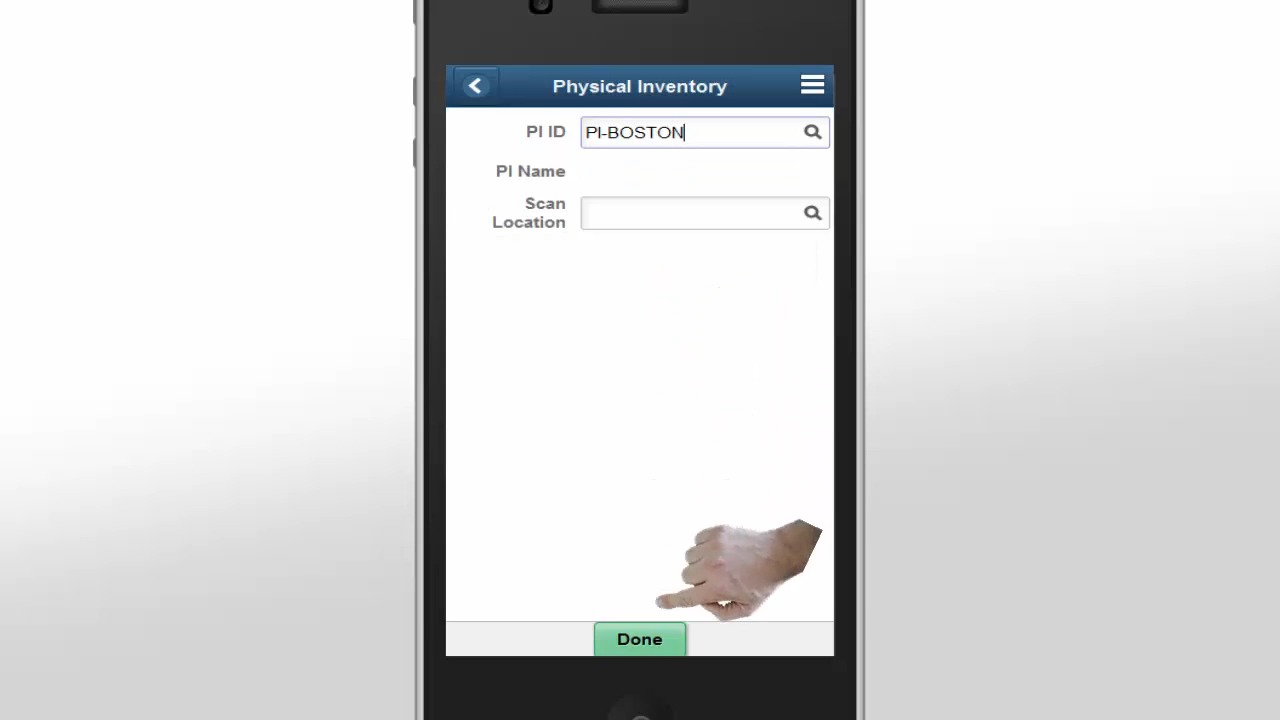 Physical Inventory
PI ID PI-BOSTON
PI Name
Scan
Location
Done